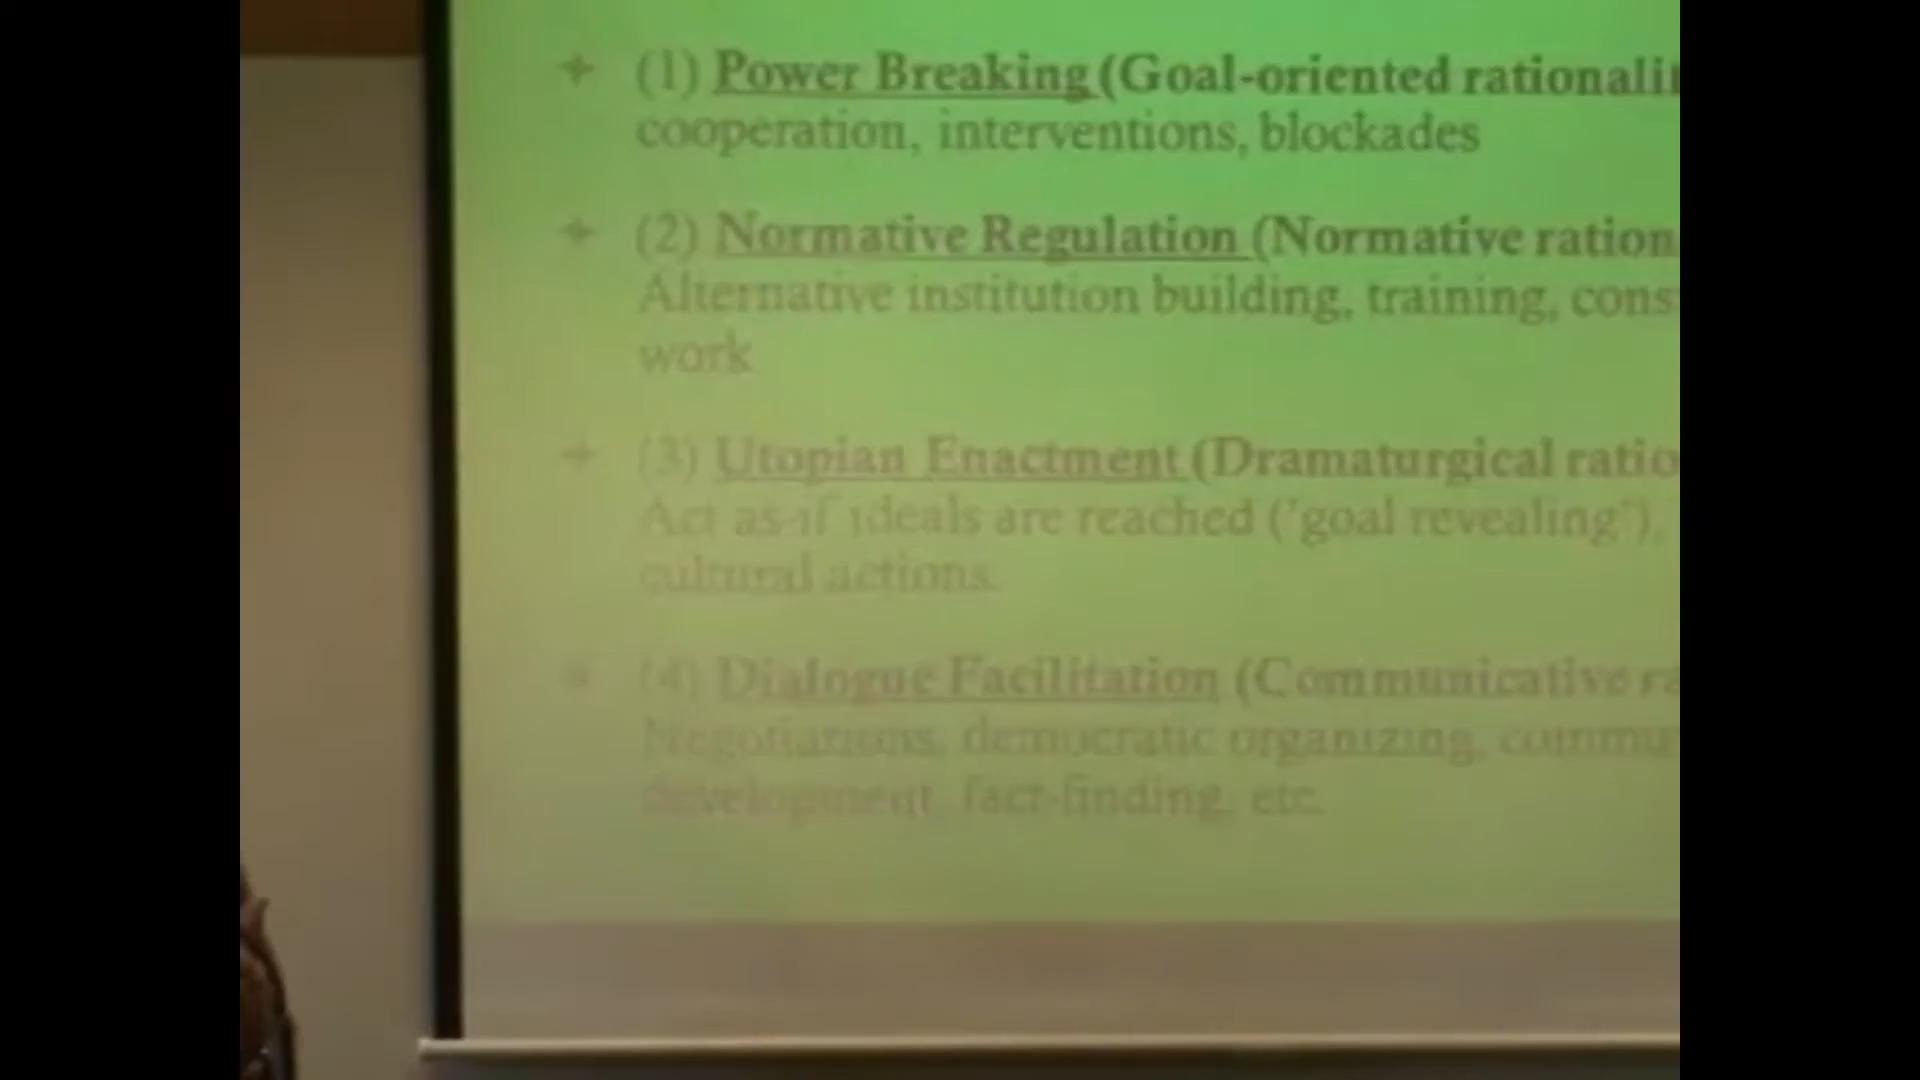 (1) Power Breaking (Goal-oriented rationalit
cooperation, interventions, blockades
(2) Normative Regulation (Normative ration
Alternative institution building, training, cons
work
(3) Utopian Enactment (Dramaturgical ratio
Act as-if ideals are reached ('goal revealing'),
cultural actions.
(4) Dialogue Facilitation (Communicative ra
Negotiations, democratic organizing, commu
development, fact-finding, etc.